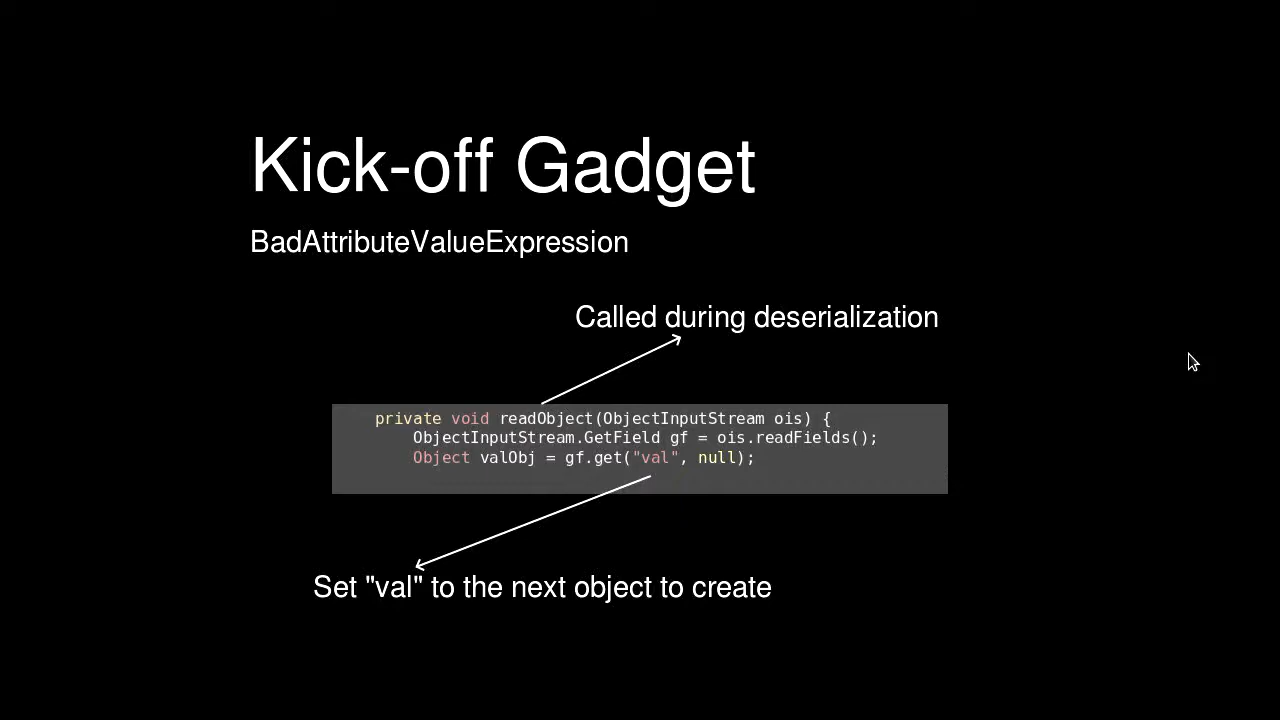 Kick-off Gadget
BadAttributeValueExpression
Called during deserialization
private void readObject(ObjectInputStream ois) {
ObjectInputStream.GetField gf = ois.readFields();
Object valObj = gf.get("val", null);
Set "val" to the next object to create